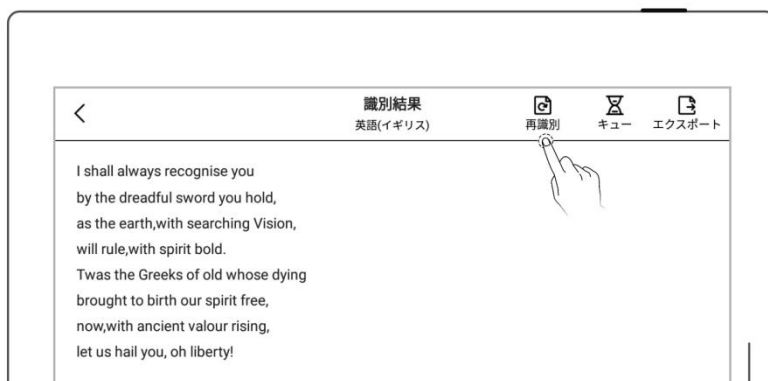 識別結果
英語(イギリス)
再識別
キュー
エクスポート
I shall always recognise you
by the dreadful sword you hold,
as the earth,with searching Vision,
will rule,with spirit bold.
Twas the Greeks of old whose dying
brought to birth our spirit free,
now,with ancient valour rising,
let us hail you, oh liberty!